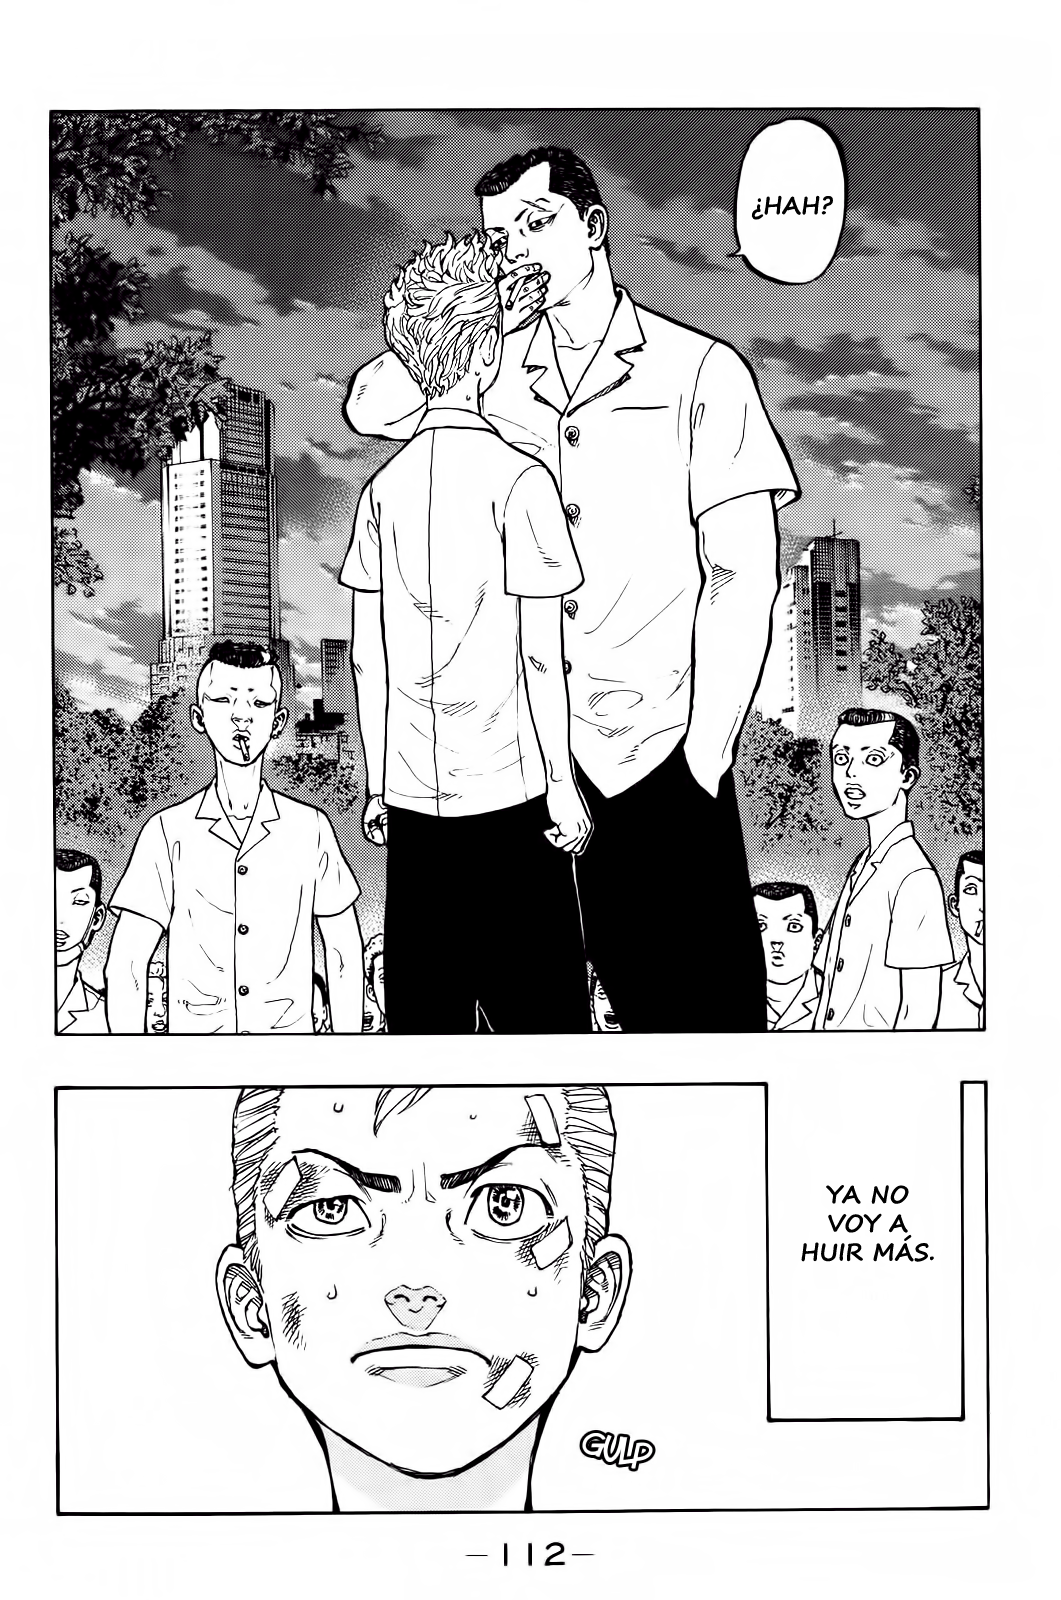 ¿HAH?
YA NO
VOY A
HUIR MÁS.
GULP
—112—